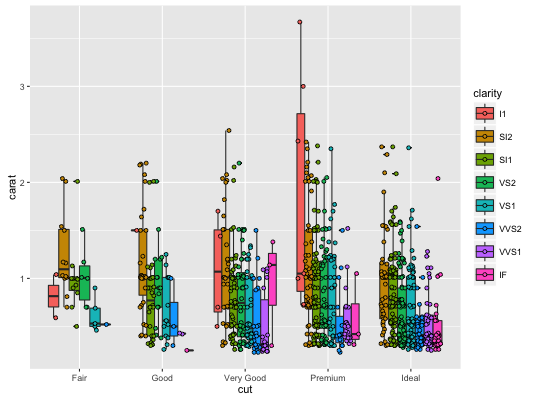 carat
3
2
1
Fair
Good
Very Good
Premium
Ideal
cut
clarity
I1
SI2
SI1
VS2
VS1
VVS2
VVS1
IF